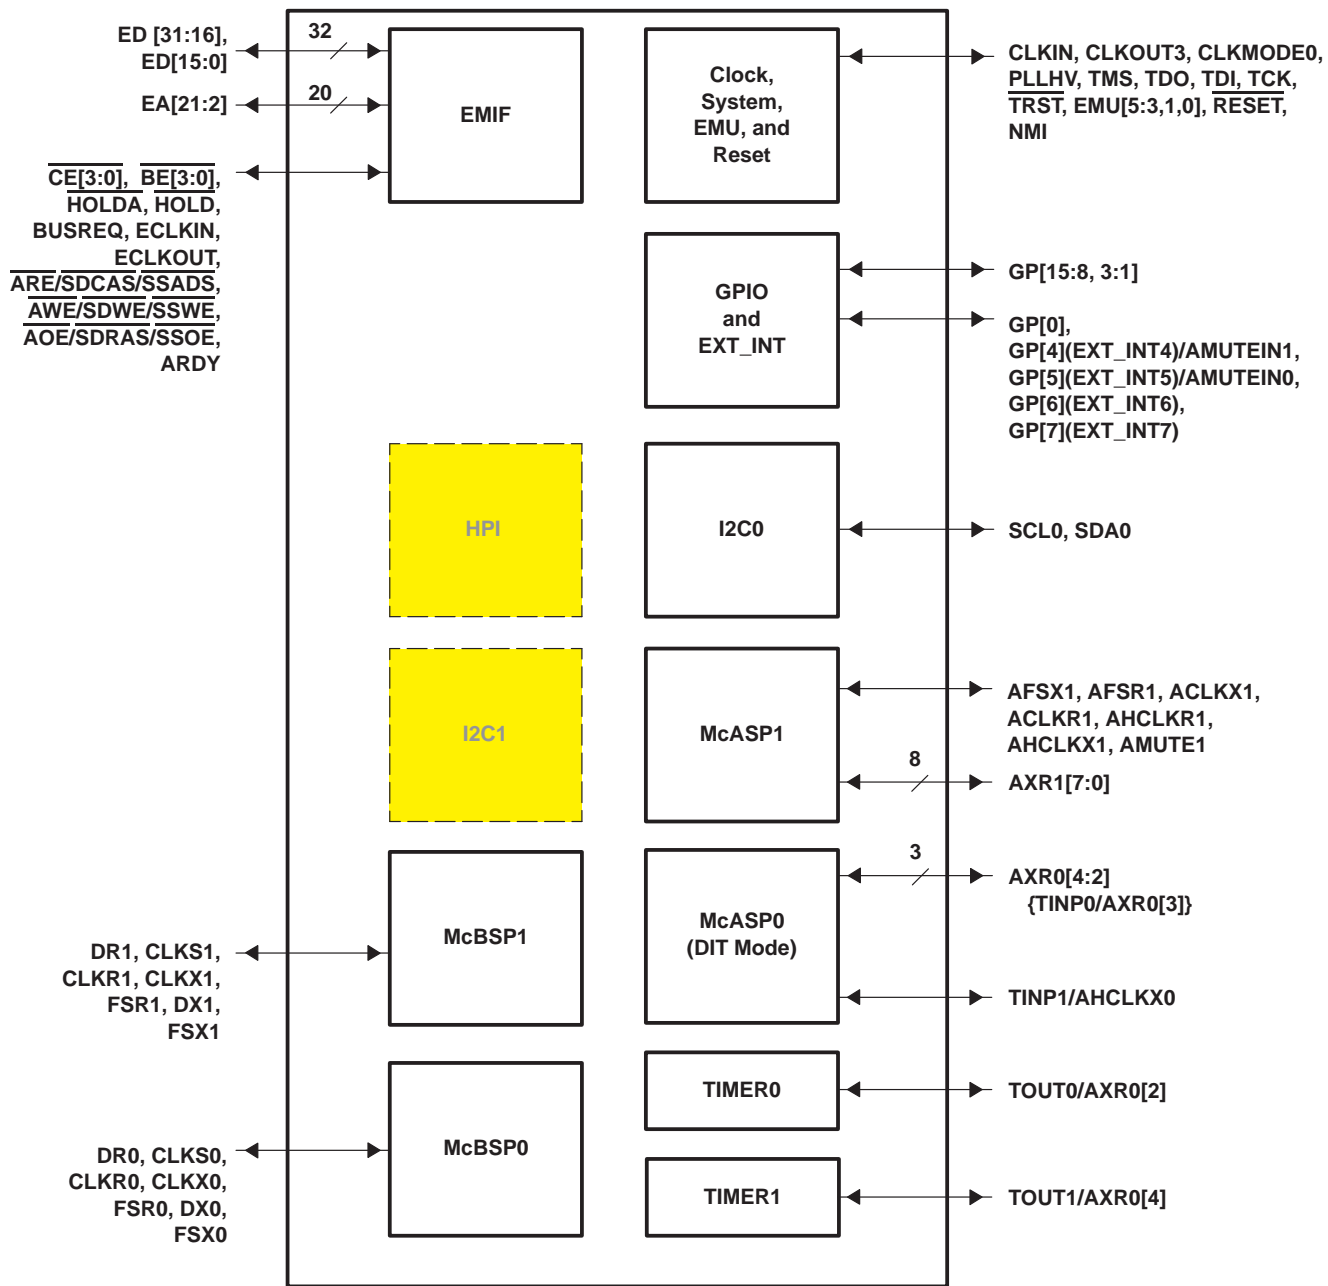 ED [31:16],
ED[15:0]
32
EA[21:2]
20
EMIF
CE[3:0], BE[3:0],
HOLDA, HOLD,
BUSREQ, ECLKIN,
ECLKOUT,
ARE/SDCAS/SSADS,
AWE/SDWE/SSWE,
AOE/SDRAS/SSOE,
ARDY
Clock,
System,
EMU, and
Reset
CLKIN, CLKOUT3, CLKMODE0,
PLLHV, TMS, TDO, TDI, TCK,
TRST, EMU[5:3,1,0], RESET,
NMI
GPIO
and
EXT_INT
GP[15:8, 3:1]
GP[0],
GP[4](EXT_INT4)/AMUTEIN1,
GP[5](EXT_INT5)/AMUTEIN0,
GP[6](EXT_INT6),
GP[7](EXT_INT7)
HPI
I2C0
SCL0, SDA0
I2C1
McASP1
AFSX1, AFSR1, ACLKX1,
ACLKR1, AHCLKR1,
AHCLKX1, AMUTE1
8
AXR1[7:0]
McBSP1
DR1, CLKS1,
CLKR1, CLKX1,
FSR1, DX1,
FSX1
McASP0
(DIT Mode)
3
AXR0[4:2]
{TINP0/AXR0[3]}
TINP1/AHCLKX0
McBSP0
DR0, CLKS0,
CLKR0, CLKX0,
FSR0, DX0,
FSX0
TIMER0
TOUT0/AXR0[2]
TIMER1
TOUT1/AXR0[4]